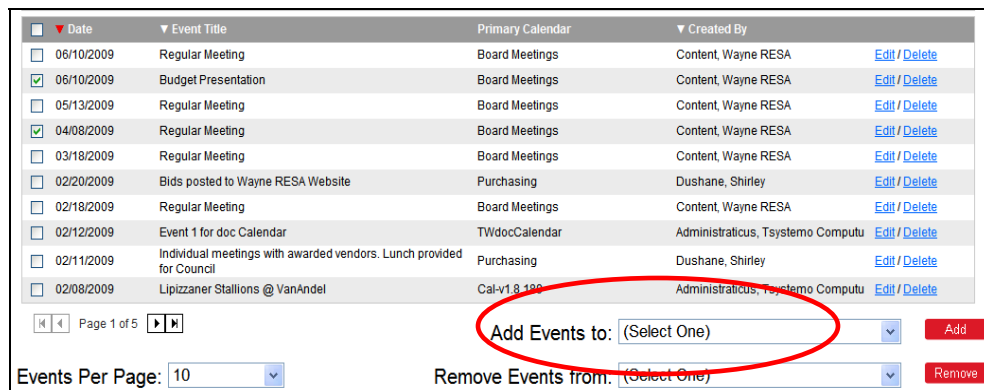 ▼ Date ▼ Event Title Primary Calendar ▼ Created By
06/10/2009 Regular Meeting Board Meetings Content, Wayne RESA Edit / Delete
06/10/2009 Budget Presentation Board Meetings Content, Wayne RESA Edit / Delete
05/13/2009 Regular Meeting Board Meetings Content, Wayne RESA Edit / Delete
04/08/2009 Regular Meeting Board Meetings Content, Wayne RESA Edit / Delete
03/18/2009 Regular Meeting Board Meetings Content, Wayne RESA Edit / Delete
02/20/2009 Bids posted to Wayne RESA Website Purchasing Dushane, Shirley Edit / Delete
02/18/2009 Regular Meeting Board Meetings Content, Wayne RESA Edit / Delete
02/12/2009 Event 1 for doc Calendar TWdocCalendar Administraticus, Tsystemo Computu Edit / Delete
02/11/2009 Individual meetings with awarded vendors. Lunch provided for Council Purchasing Dushane, Shirley Edit / Delete
02/08/2009 Lipizzaner Stallions @ VanAndel Cal-v1.8.180 Administraticus, Tsystemo Computu Edit / Delete
Page 1 of 5 Add Events to: (Select One) Add
Events Per Page: 10 Remove Events from: (Select One) Remove